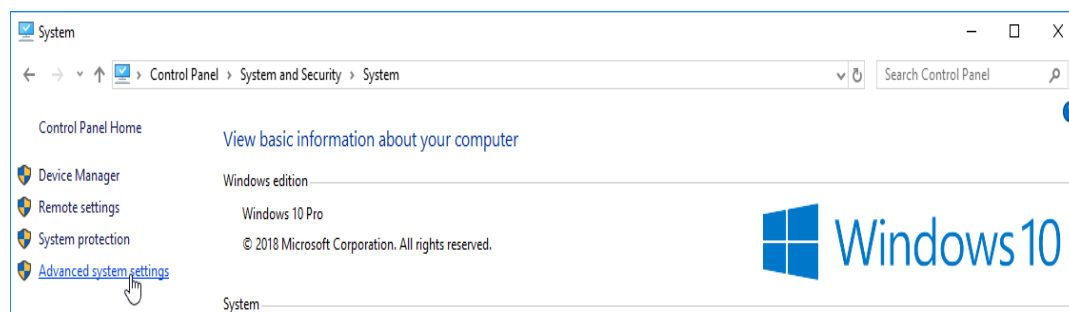 System
Control Panel > System and Security > System
Search Control Panel
Control Panel Home
View basic information about your computer
Device Manager
Windows edition
Remote settings
Windows 10 Pro
System protection
© 2018 Microsoft Corporation. All rights reserved.
Windows 10
Advanced system settings
System